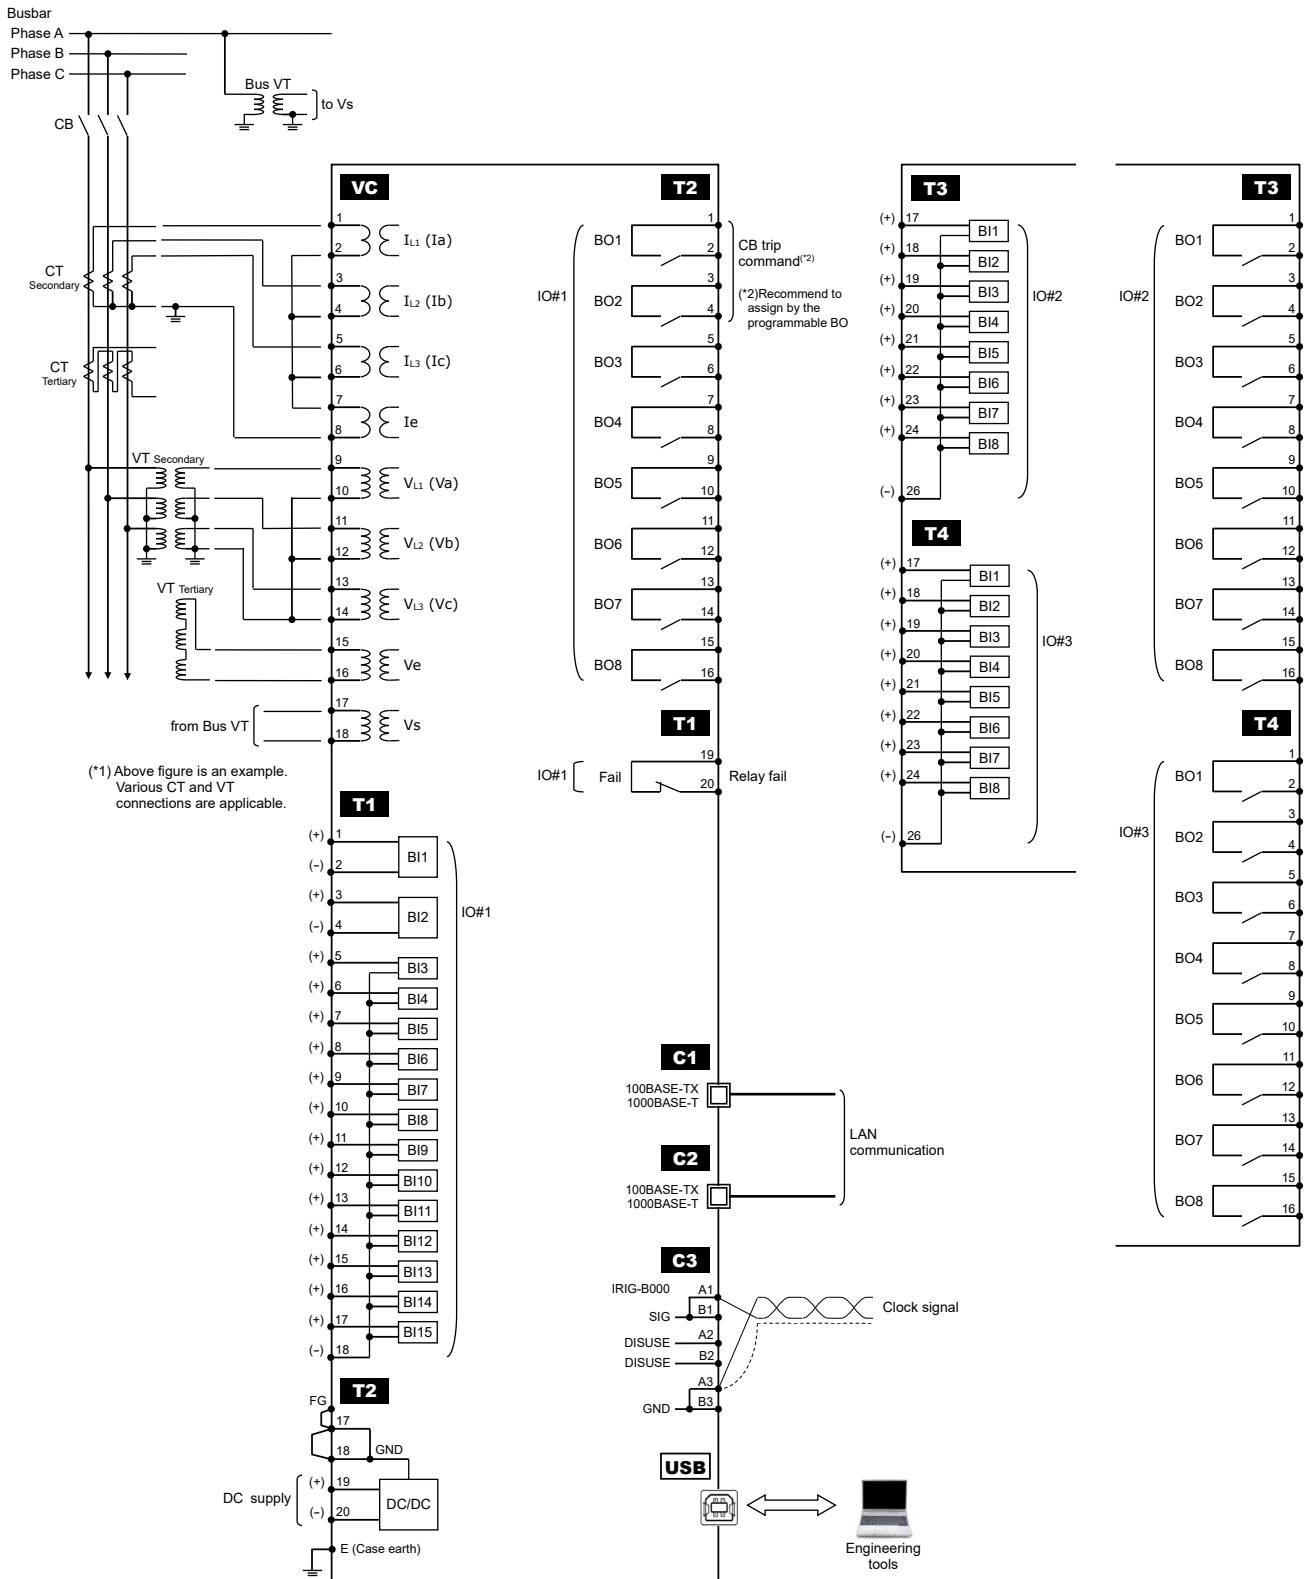 Busbar
Phase A
Phase B
Phase C
Bus VT
to Vs
CB
VC
1
IL1 (Ia)
2
3
IL2 (Ib)
4
5
IL3 (Ic)
6
7
Ie
8
CT
Secondary
CT
Tertiary
VT Secondary
9
VL1 (Va)
10
11
VL2 (Vb)
12
13
VL3 (Vc)
14
VT Tertiary
15
Ve
16
from Bus VT
17
Vs
18
(*1) Above figure is an example.
Various CT and VT
connections are applicable.
T1
(+) 1
BI1
(−) 2
(+) 3
BI2
(−) 4
IO#1
(+) 5
BI3
(+) 6
BI4
(+) 7
BI5
(+) 8
BI6
(+) 9
BI7
(+) 10
BI8
(+) 11
BI9
(+) 12
BI10
(+) 13
BI11
(+) 14
BI12
(+) 15
BI13
(+) 16
BI14
(+) 17
BI15
(−) 18
T2
FG
17
18 GND
DC supply
(+) 19
DC/DC
(−) 20
E (Case earth)
T2
IO#1
1
BO1
2
3
BO2
4
CB trip
command(*2)
(*2)Recommend to
assign by the
programmable BO
5
BO3
6
7
BO4
8
9
BO5
10
11
BO6
12
13
BO7
14
15
BO8
16
T1
19
IO#1 Fail
20
Relay fail
C1
100BASE-TX
1000BASE-T
LAN
communication
C2
100BASE-TX
1000BASE-T
C3
IRIG-B000 A1
SIG B1
DISUSE A2
DISUSE B2
A3
GND B3
Clock signal
USB
Engineering
tools
T3
(+) 17
BI1
(+) 18
BI2
(+) 19
BI3
IO#2
(+) 20
BI4
(+) 21
BI5
(+) 22
BI6
(+) 23
BI7
(+) 24
BI8
(−) 26
T4
(+) 17
BI1
(+) 18
BI2
(+) 19
BI3
IO#3
(+) 20
BI4
(+) 21
BI5
(+) 22
BI6
(+) 23
BI7
(+) 24
BI8
(−) 26
T3
IO#2
1
BO1
2
3
BO2
4
5
BO3
6
7
BO4
8
9
BO5
10
11
BO6
12
13
BO7
14
15
BO8
16
T4
IO#3
1
BO1
2
3
BO2
4
5
BO3
6
7
BO4
8
9
BO5
10
11
BO6
12
13
BO7
14
15
BO8
16